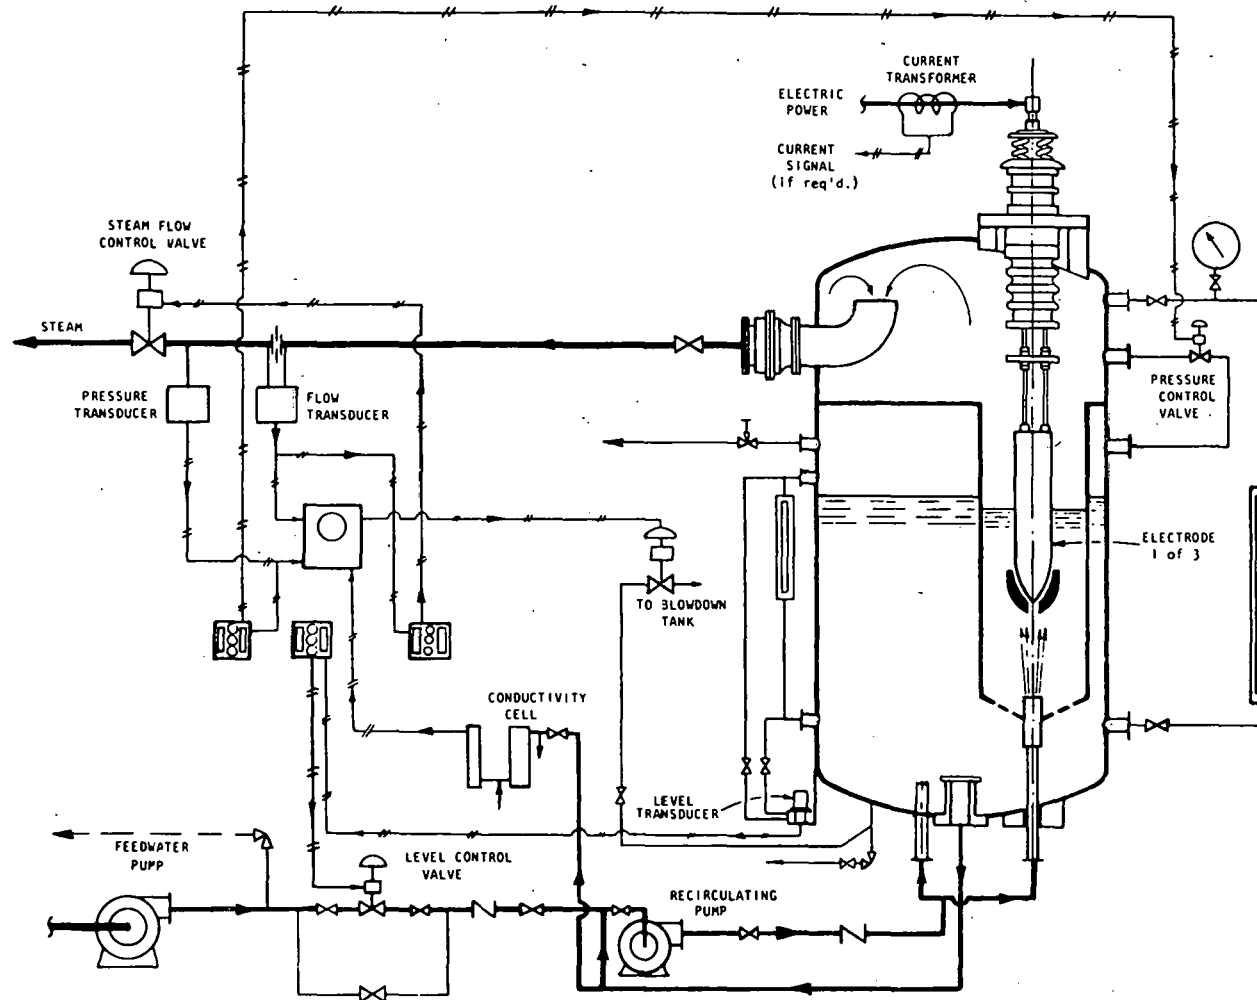 CURRENT
TRANSFORMER
ELECTRIC
POWER
CURRENT
SIGNAL
(if req'd.)
STEAM FLOW
CONTROL VALVE
STEAM
PRESSURE
TRANSDUCER
FLOW
TRANSDUCER
PRESSURE
CONTROL
VALVE
ELECTRODE
1 of 3
TO BLOWDOWN
TANK
CONDUCTIVITY
CELL
LEVEL
TRANSDUCER
FEEDWATER
PUMP
LEVEL CONTROL
VALVE
RECIRCULATING
PUMP